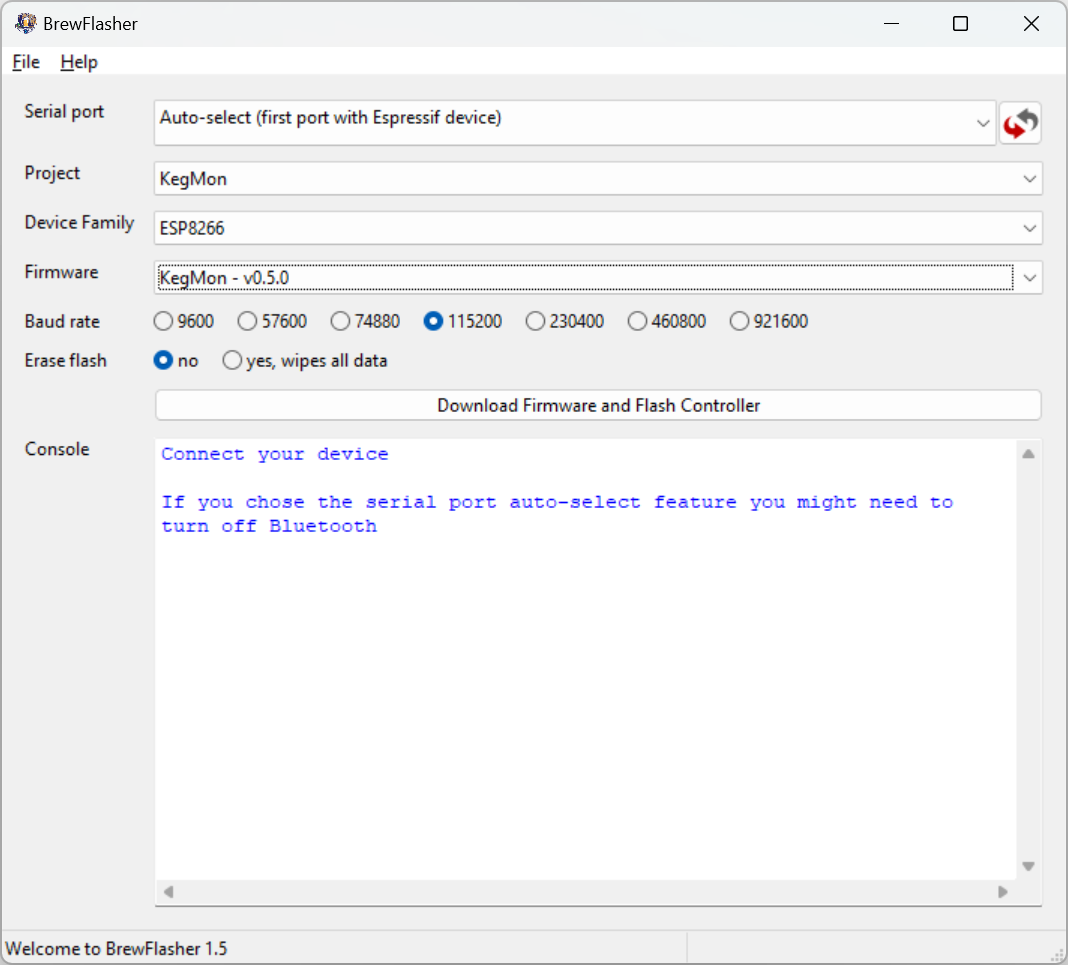 BrewFlasher
File Help
Serial port Auto-select (first port with Espressif device)
Project KegMon
Device Family ESP8266
Firmware KegMon - v0.5.0
Baud rate 9600 57600 74880 115200 230400 460800 921600
Erase flash no yes, wipes all data
Download Firmware and Flash Controller
Console Connect your device
If you chose the serial port auto-select feature you might need to
turn off Bluetooth
Welcome to BrewFlasher 1.5